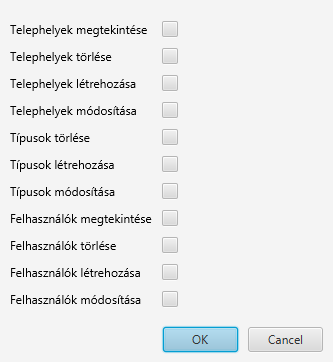 Telephelyek megtekintése
Telephelyek törlése
Telephelyek létrehozása
Telephelyek módosítása
Típusok törlése
Típusok létrehozása
Típusok módosítása
Felhasználók megtekintése
Felhasználók törlése
Felhasználók létrehozása
Felhasználók módosítása
OK Cancel